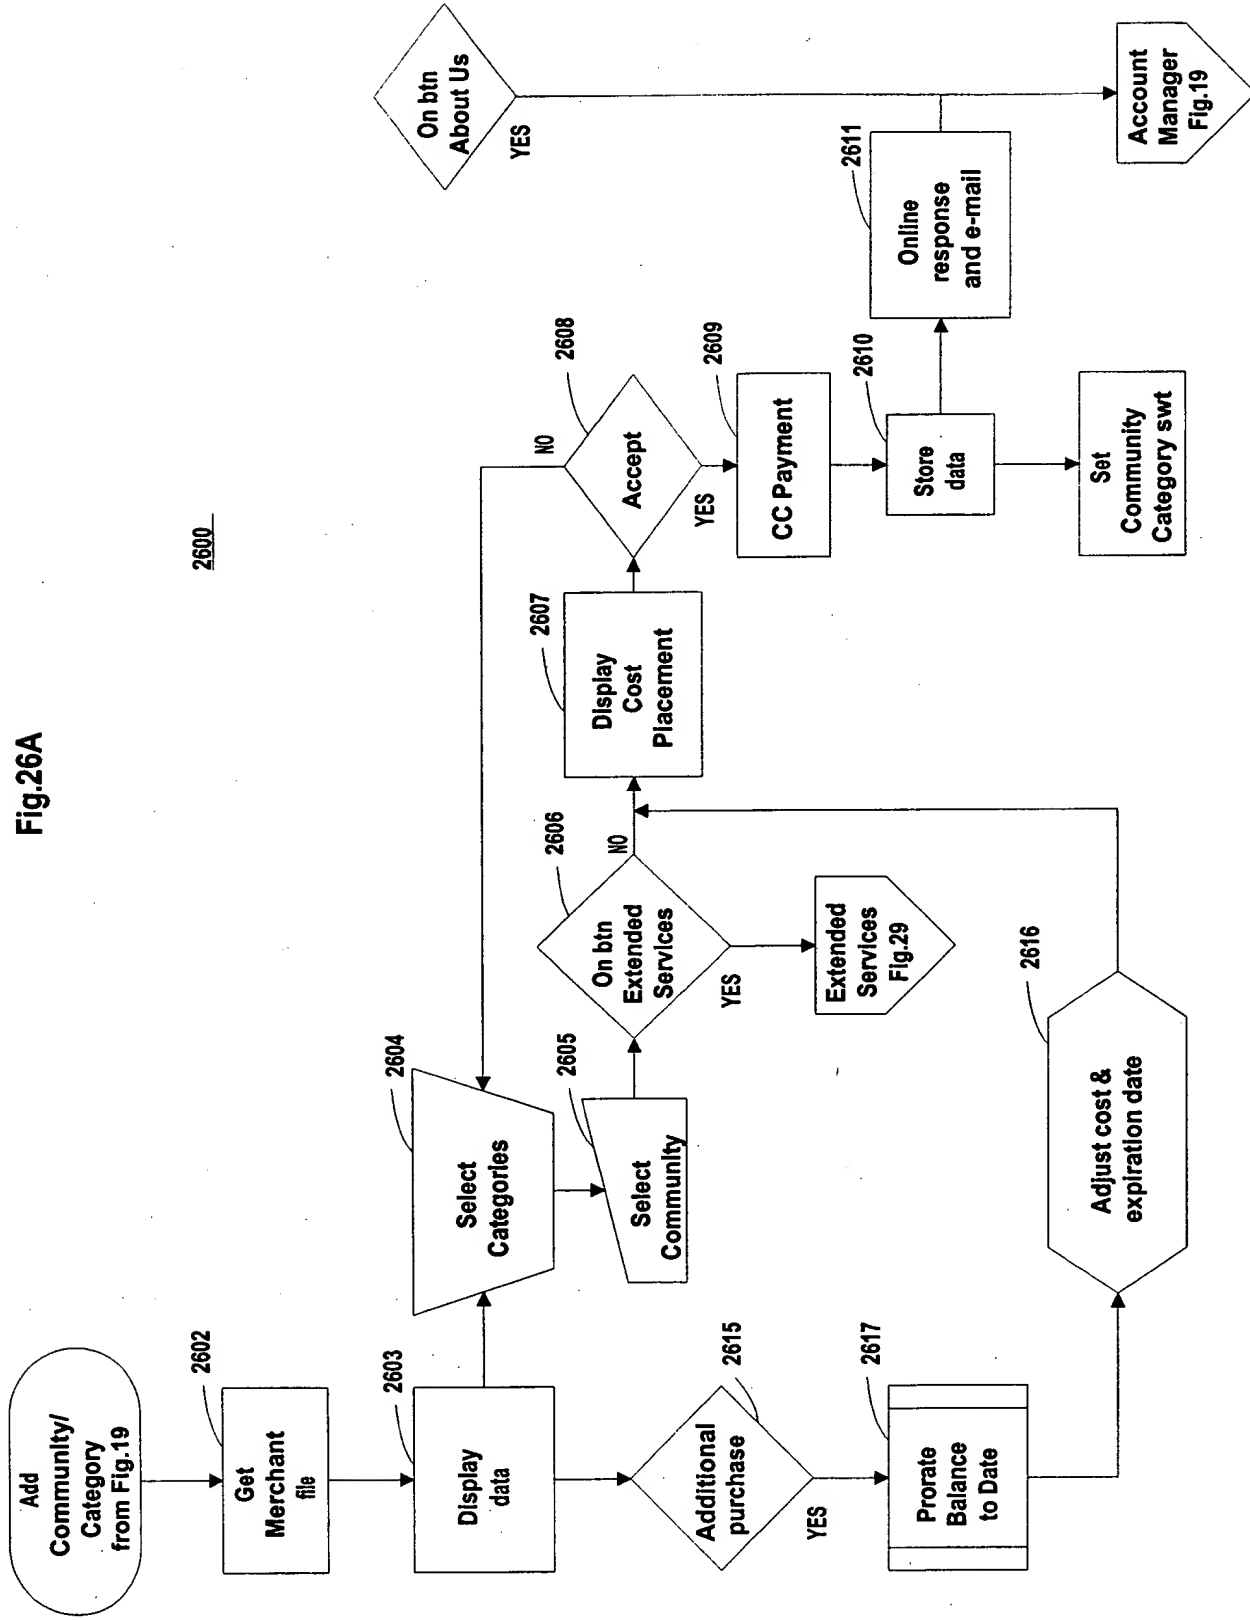 Fig.26A
2600
Add
Community/
Category
from Fig.19
2602
Get
Merchant
file
2603
Display
data
2604
Select
Categories
2605
Select
Community
2606
On btn
Extended
Services
NO
YES
Extended
Services
Fig.29
2607
Display
Cost
Placement
2608
Accept
NO
YES
2609
CC Payment
2610
Store
data
Set
Community
Category swt
2611
Online
response
and e-mail
On btn
About Us
YES
Account
Manager
Fig.19
2615
Additional
purchase
YES
2617
Prorate
Balance
to Date
2616
Adjust cost &
expiration date